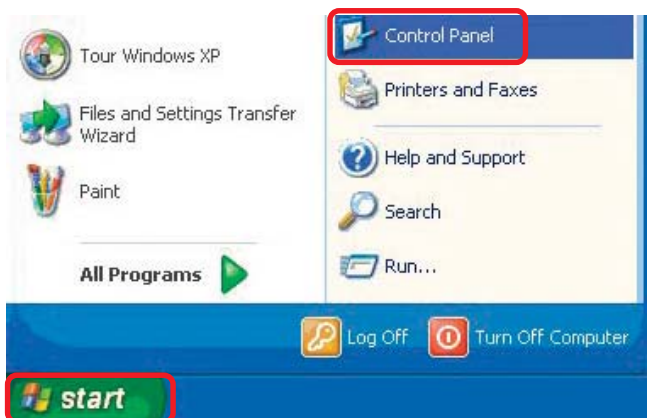 Tour Windows XP
Files and Settings Transfer
Wizard
Paint
All Programs
Control Panel
Printers and Faxes
Help and Support
Search
Run...
Log Off
Turn Off Computer
start